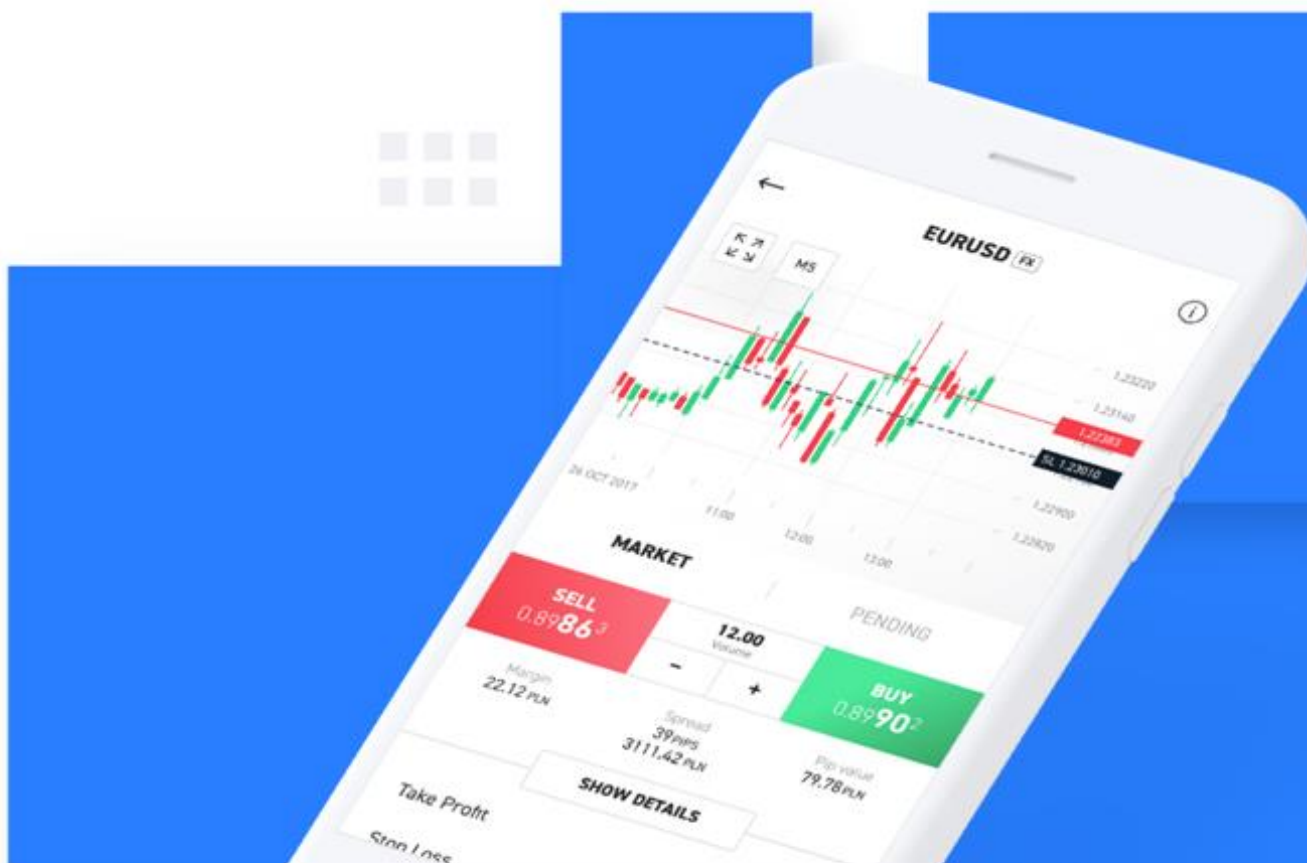 EURUSD FX
M5
1.23220
1.23160
1.22383
SL 1.23010
1.22900
1.22820
26 OCT 2017
11:00
12:00
13:00
MARKET
PENDING
SELL
0.89863
12.00
Volume
-
+
BUY
0.89902
Margin
22.12 PLN
Spread
39 PIPS
3111.42 PLN
Pip value
79.78 PLN
SHOW DETAILS
Take Profit
Stop Loss